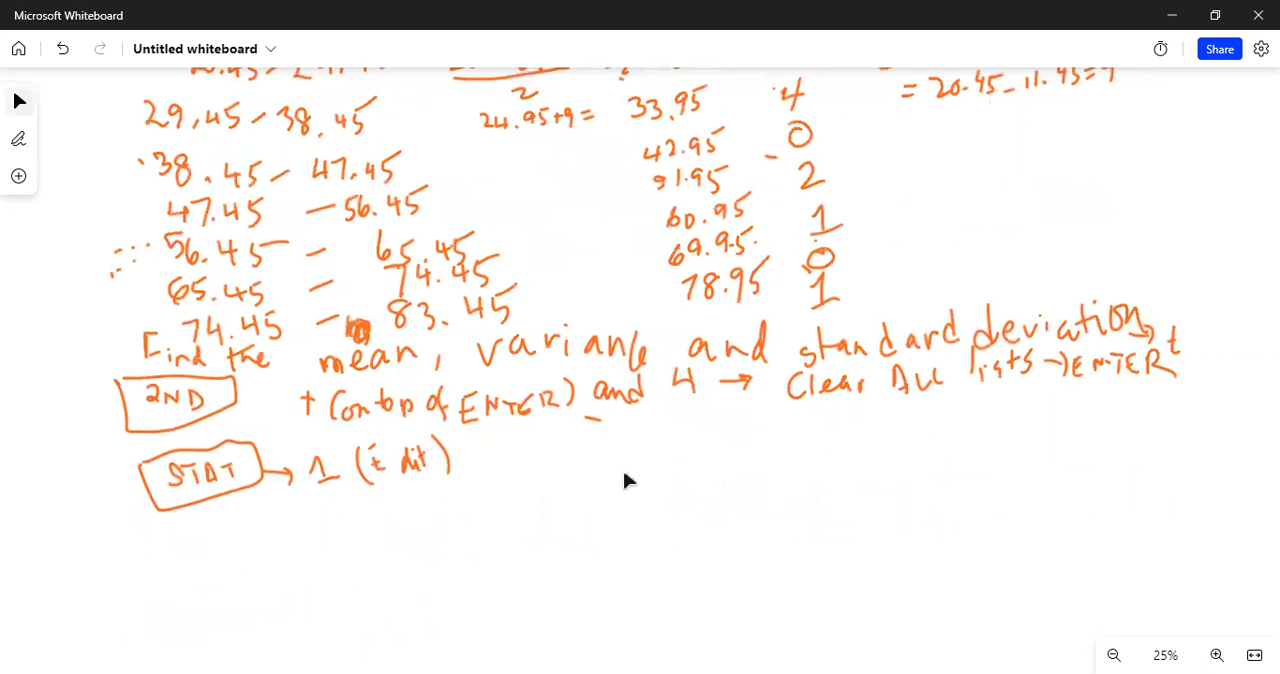 Microsoft Whiteboard
Untitled whiteboard
Share
2
= 20.45 - 11.45 = 9
29.45 - 38.45
24.95+9 = 33.95 4
42.95 0
38.45 - 47.45
51.95 2
47.45 - 56.45
60.95 1
56.45 - 65.45
69.95 0
65.45 - 74.45
78.95 1
74.45 - 83.45
Find the mean, variance and standard deviation
2ND + (on top of ENTER) and 4 → Clear All lists → ENTER
STAT → 1 (Edit)
25%